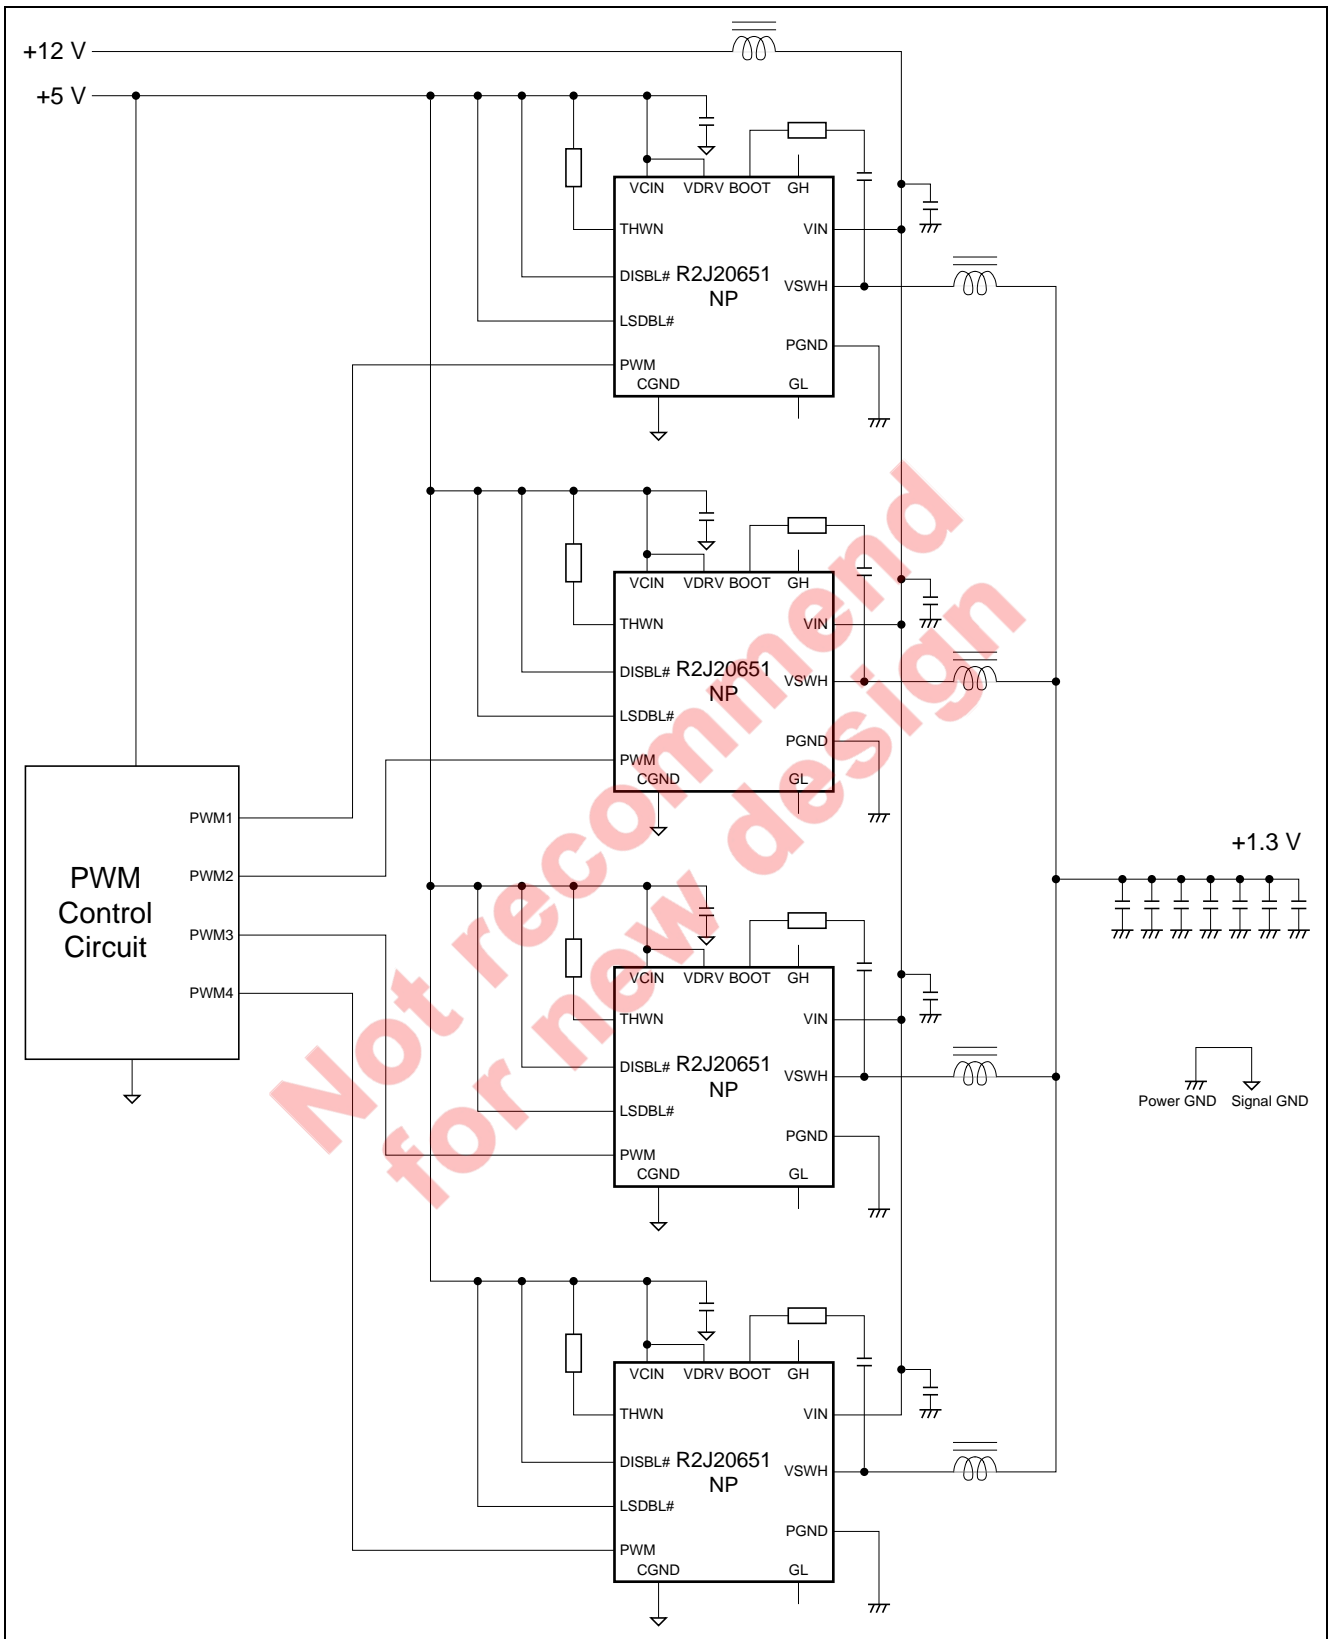 +12 V
+5 V
VCIN VDRV BOOT GH
THWN VIN
DISBL# R2J20651 VSWH
NP
LSDBL#
PGND
PWM
CGND GL
VCIN VDRV BOOT GH
THWN VIN
DISBL# R2J20651 VSWH
NP
LSDBL#
PGND
PWM
CGND GL
PWM Control Circuit
PWM1
PWM2
PWM3
PWM4
+1.3 V
VCIN VDRV BOOT GH
THWN VIN
DISBL# R2J20651 VSWH
NP
LSDBL#
PGND
PWM
CGND GL
Power GND Signal GND
VCIN VDRV BOOT GH
THWN VIN
DISBL# R2J20651 VSWH
NP
LSDBL#
PGND
PWM
CGND GL
Not recommend
for new design